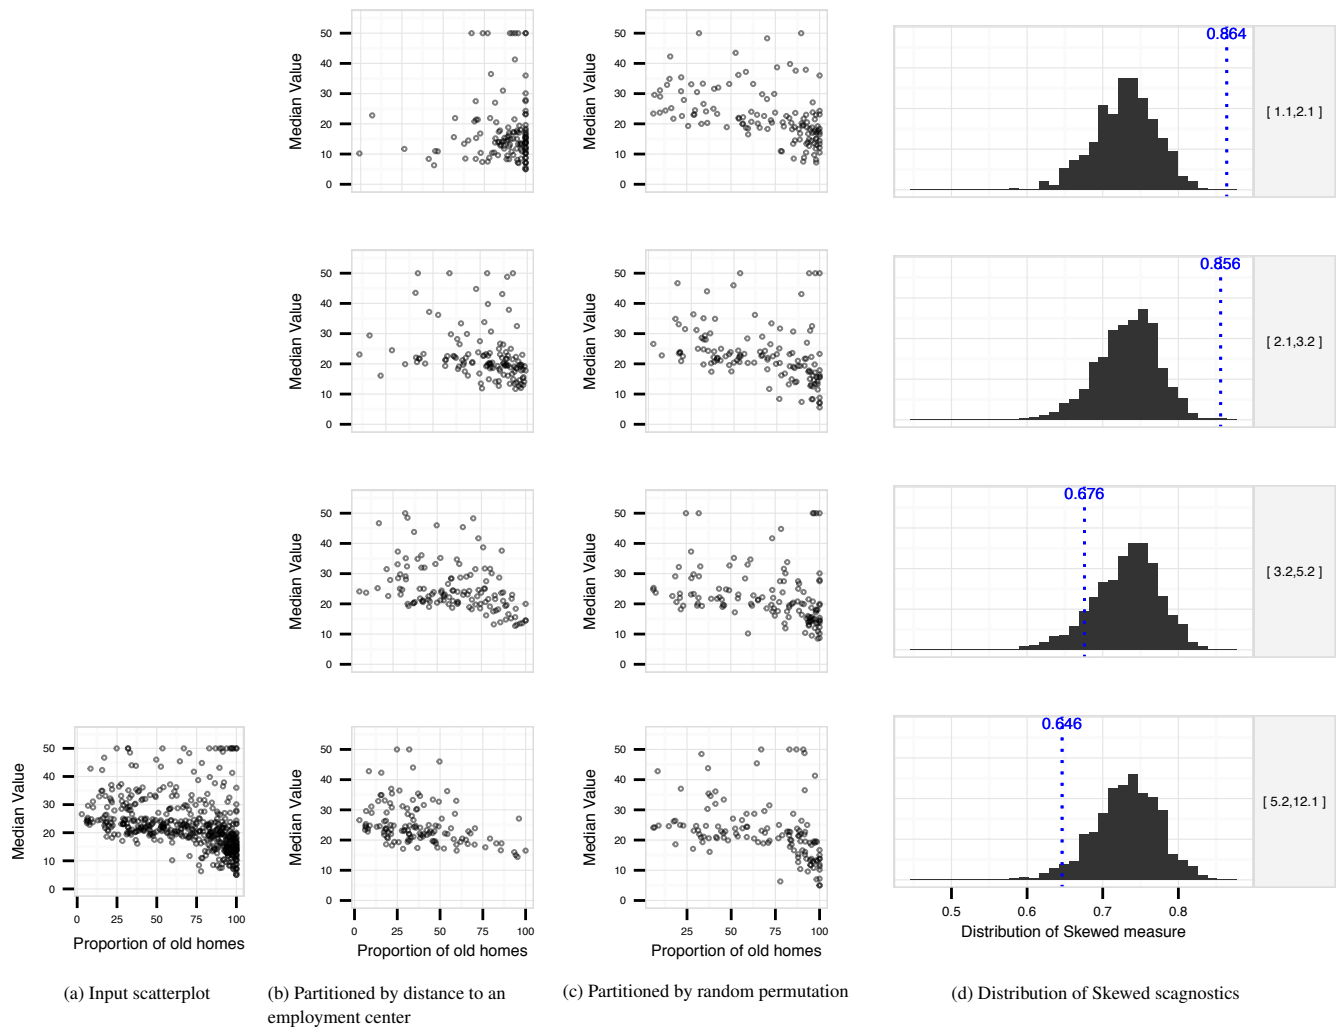 50
40
30
20
10
0
Median Value
50
40
30
20
10
0
Median Value
0.864
[ 1.1,2.1 ]
50
40
30
20
10
0
Median Value
50
40
30
20
10
0
Median Value
0.856
[ 2.1,3.2 ]
50
40
30
20
10
0
Median Value
50
40
30
20
10
0
Median Value
0.676
[ 3.2,5.2 ]
50
40
30
20
10
0
Median Value
0 25 50 75 100
Proportion of old homes
50
40
30
20
10
0
Median Value
0 25 50 75 100
Proportion of old homes
50
40
30
20
10
0
Median Value
25 50 75 100
Proportion of old homes
0.646
[ 5.2,12.1 ]
0.5 0.6 0.7 0.8
Distribution of Skewed measure
(a) Input scatterplot
(b) Partitioned by distance to an
employment center
(c) Partitioned by random permutation
(d) Distribution of Skewed scagnostics